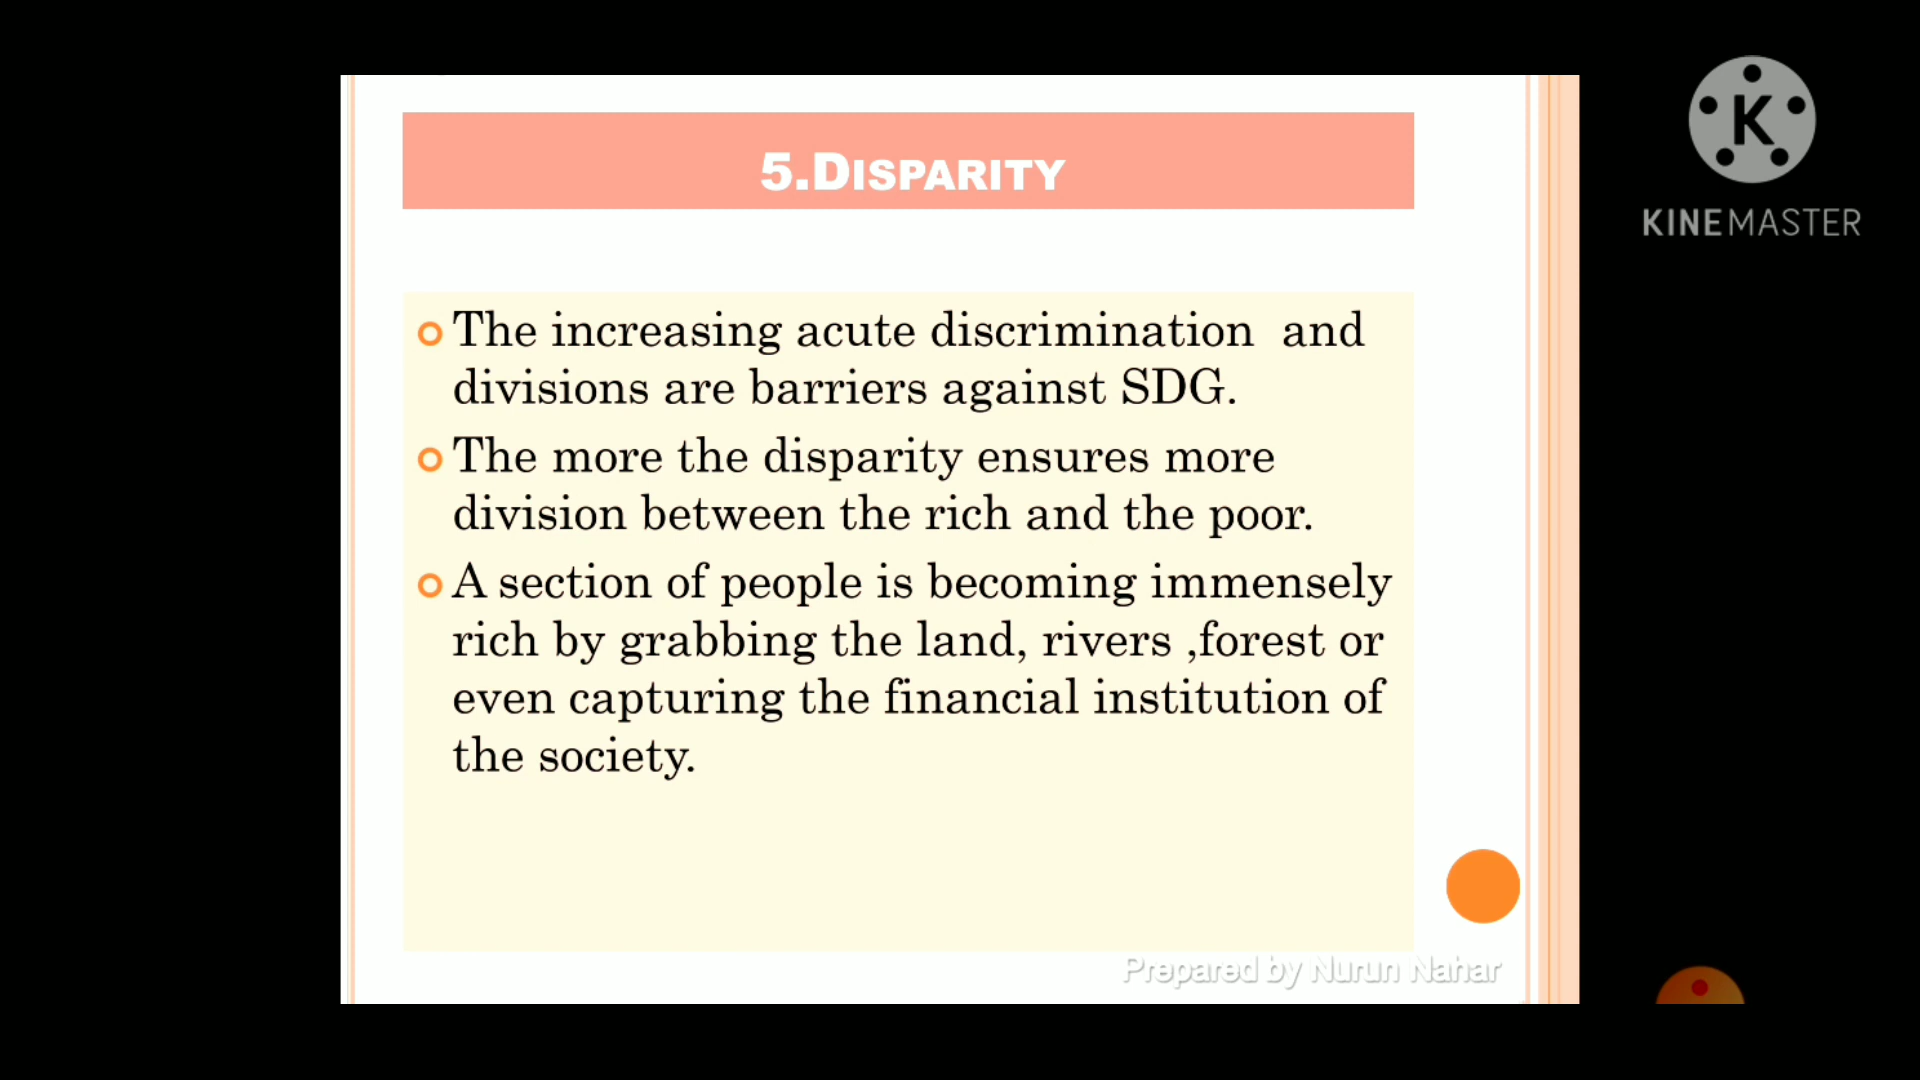 5.DISPARITY
K
KINEMASTER
The increasing acute discrimination  and
divisions are barriers against SDG.
The more the disparity ensures more
division between the rich and the poor.
A section of people is becoming immensely
rich by grabbing the land, rivers ,forest or
even capturing the financial institution of
the society.
Prepared by Nurun Nahar